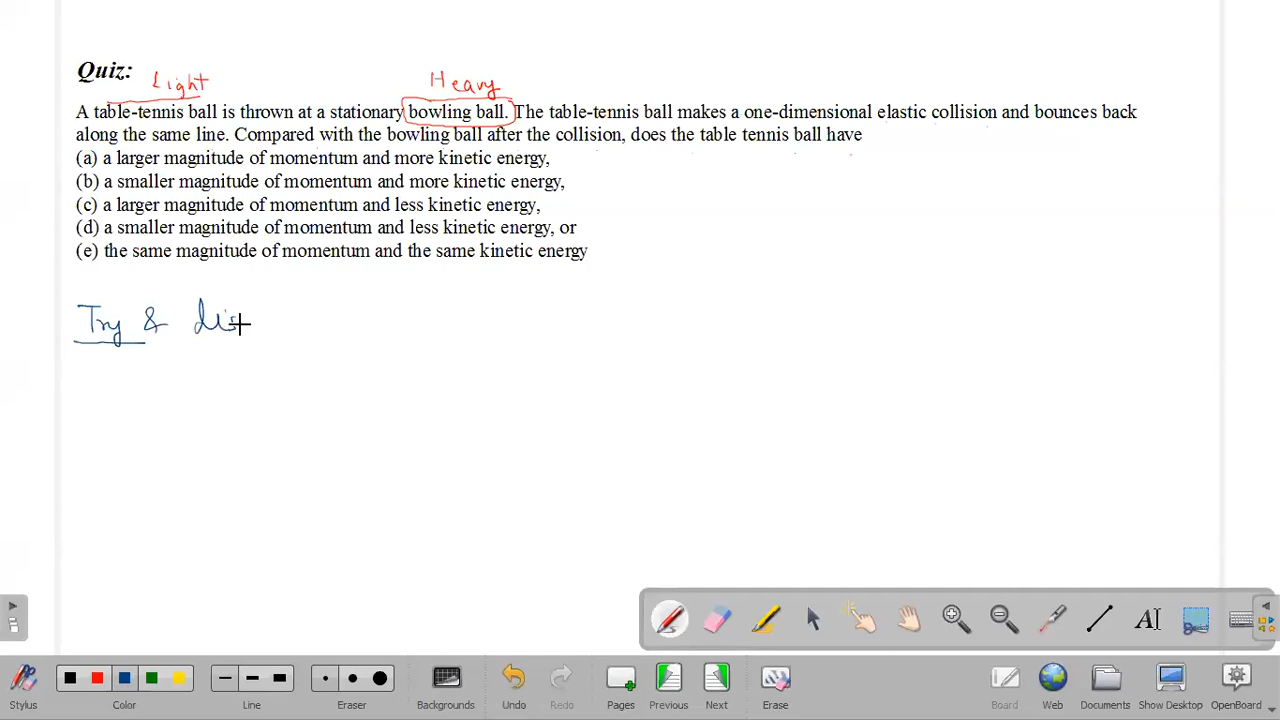 Quiz:
Light Heavy
A table-tennis ball is thrown at a stationary bowling ball. The table-tennis ball makes a one-dimensional elastic collision and bounces back
along the same line. Compared with the bowling ball after the collision, does the table tennis ball have
(a) a larger magnitude of momentum and more kinetic energy,
(b) a smaller magnitude of momentum and more kinetic energy,
(c) a larger magnitude of momentum and less kinetic energy,
(d) a smaller magnitude of momentum and less kinetic energy, or
(e) the same magnitude of momentum and the same kinetic energy
Try & dis
AI
Stylus Color Line Eraser Backgrounds Undo Redo Pages Previous Next Erase Board Web Documents Show Desktop OpenBoard